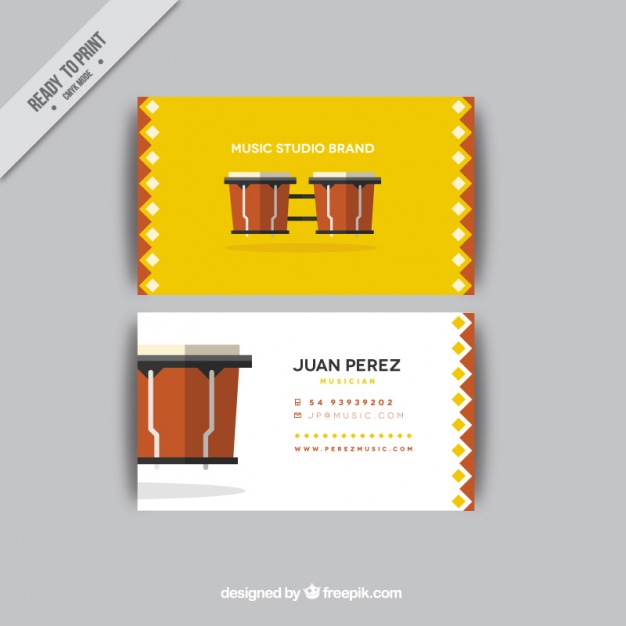 READY TO PRINT
CMYK MODE
MUSIC STUDIO BRAND
JUAN PEREZ
MUSICIAN
54 93939202
JP@MUSIC.COM
WWW.PEREZMUSIC.COM
designed by freepik.com